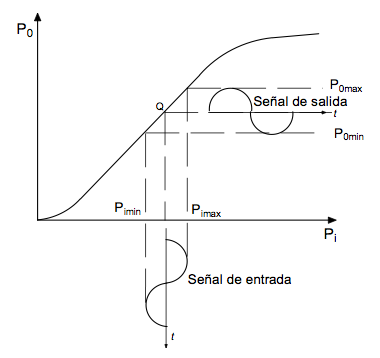 P0
P0max
Q
Señal de salida
t
P0min
Pimin
Pimax
Pi
Señal de entrada
t